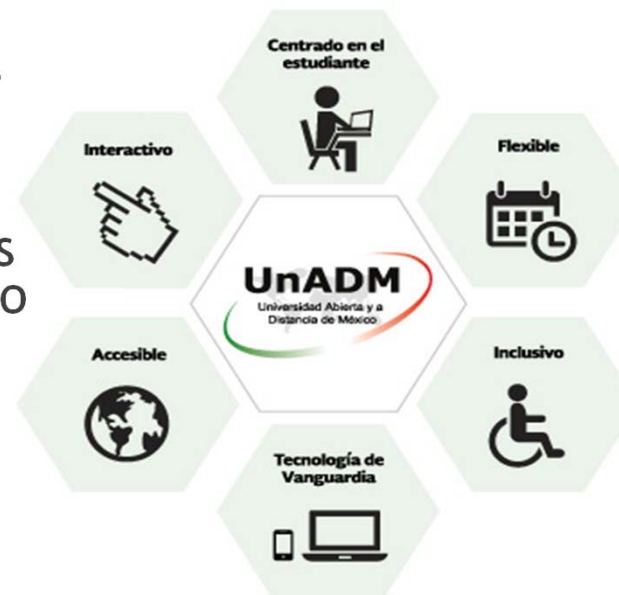 S
O
Centrado en el
estudiante
Interactivo
Flexible
UnADM
Universidad Abierta y a
Distancia de México
Accesible
Inclusivo
Tecnología de
Vanguardia